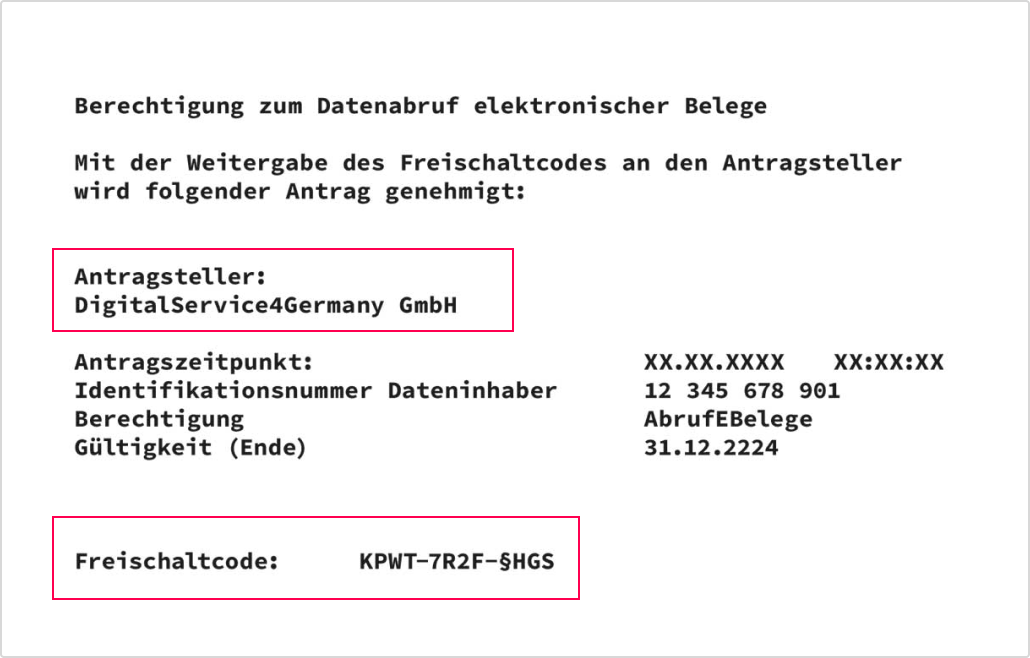 Berechtigung zum Datenabruf elektronischer Belege
Mit der Weitergabe des Freischaltcodes an den Antragsteller
wird folgender Antrag genehmigt:
Antragsteller:
DigitalService4Germany GmbH
Antragszeitpunkt: XX.XX.XXXX XX:XX:XX
Identifikationsnummer Dateninhaber 12 345 678 901
Berechtigung AbrufEBelege
Gültigkeit (Ende) 31.12.2224
Freischaltcode: KPWT-7R2F-§HGS